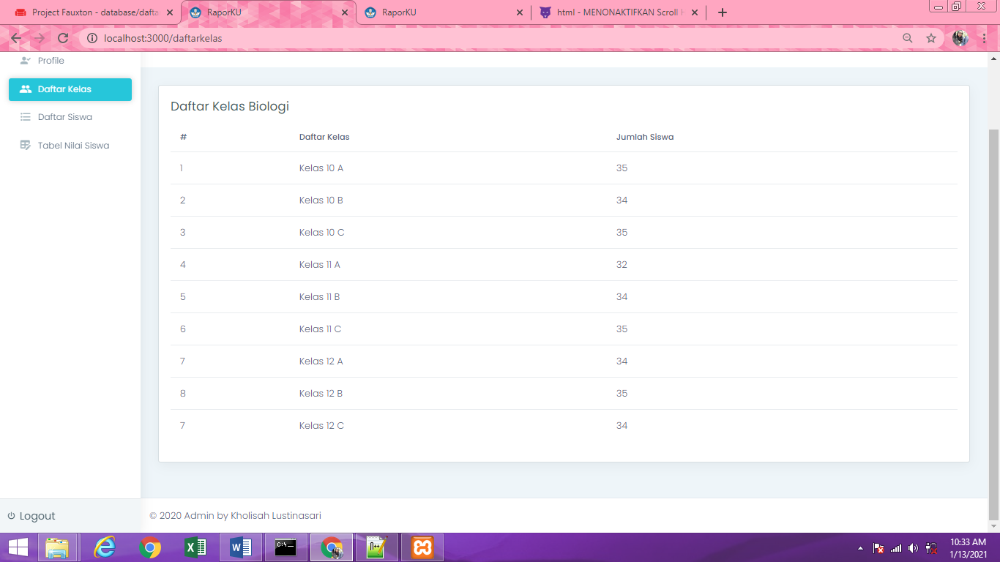 Project Fauxton - database/dafta
RaporKU
RaporKU
html - MENONAKTIFKAN Scroll H
localhost:3000/daftarkelas
Profile
Daftar Kelas
Daftar Siswa
Tabel Nilai Siswa
Daftar Kelas Biologi
# Daftar Kelas Jumlah Siswa
1 Kelas 10 A 35
2 Kelas 10 B 34
3 Kelas 10 C 35
4 Kelas 11 A 32
5 Kelas 11 B 34
6 Kelas 11 C 35
7 Kelas 12 A 34
8 Kelas 12 B 35
7 Kelas 12 C 34
Logout
© 2020 Admin by Kholisah Lustinasari
10:33 AM
1/13/2021